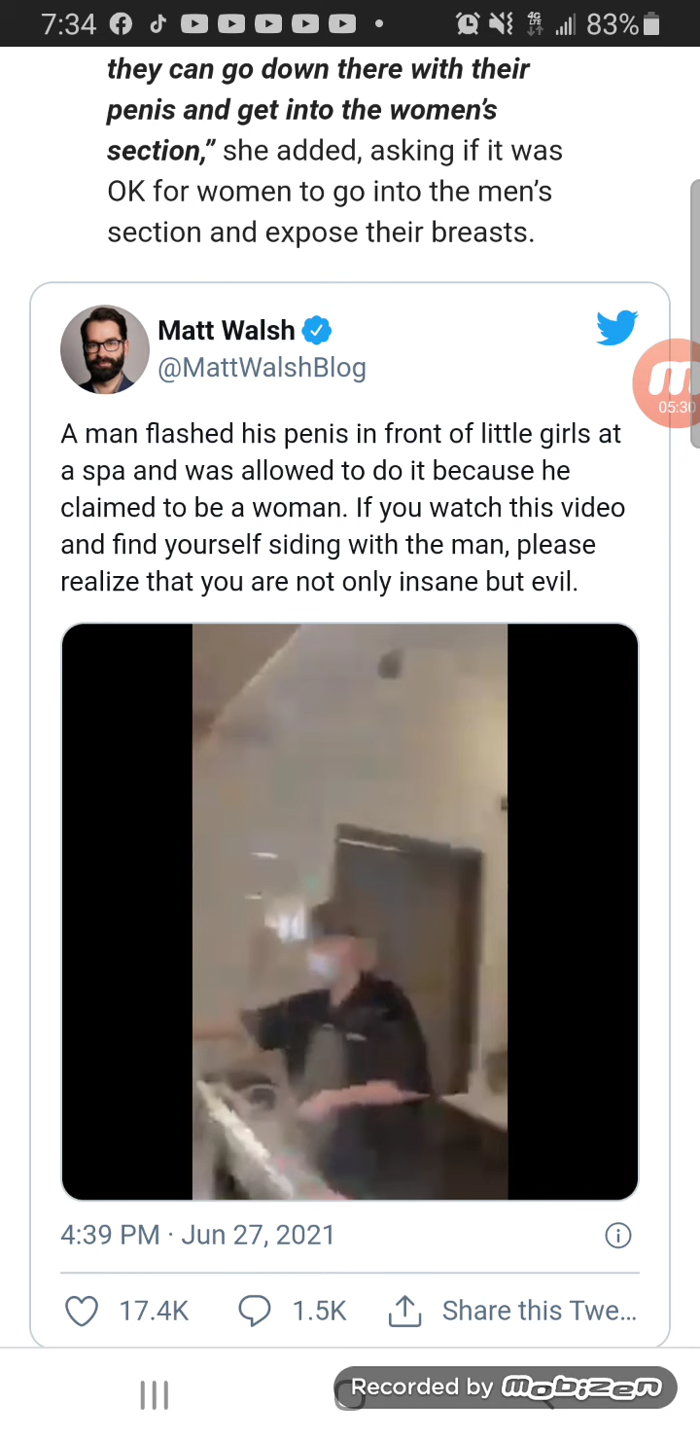 7:34
4G
83%
they can go down there with their
penis and get into the women's
section," she added, asking if it was
OK for women to go into the men's
section and expose their breasts.
Matt Walsh
@MattWalshBlog
05:30
A man flashed his penis in front of little girls at
a spa and was allowed to do it because he
claimed to be a woman. If you watch this video
and find yourself siding with the man, please
realize that you are not only insane but evil.
4:39 PM · Jun 27, 2021
17.4K 1.5K Share this Twe...
Recorded by mobizen